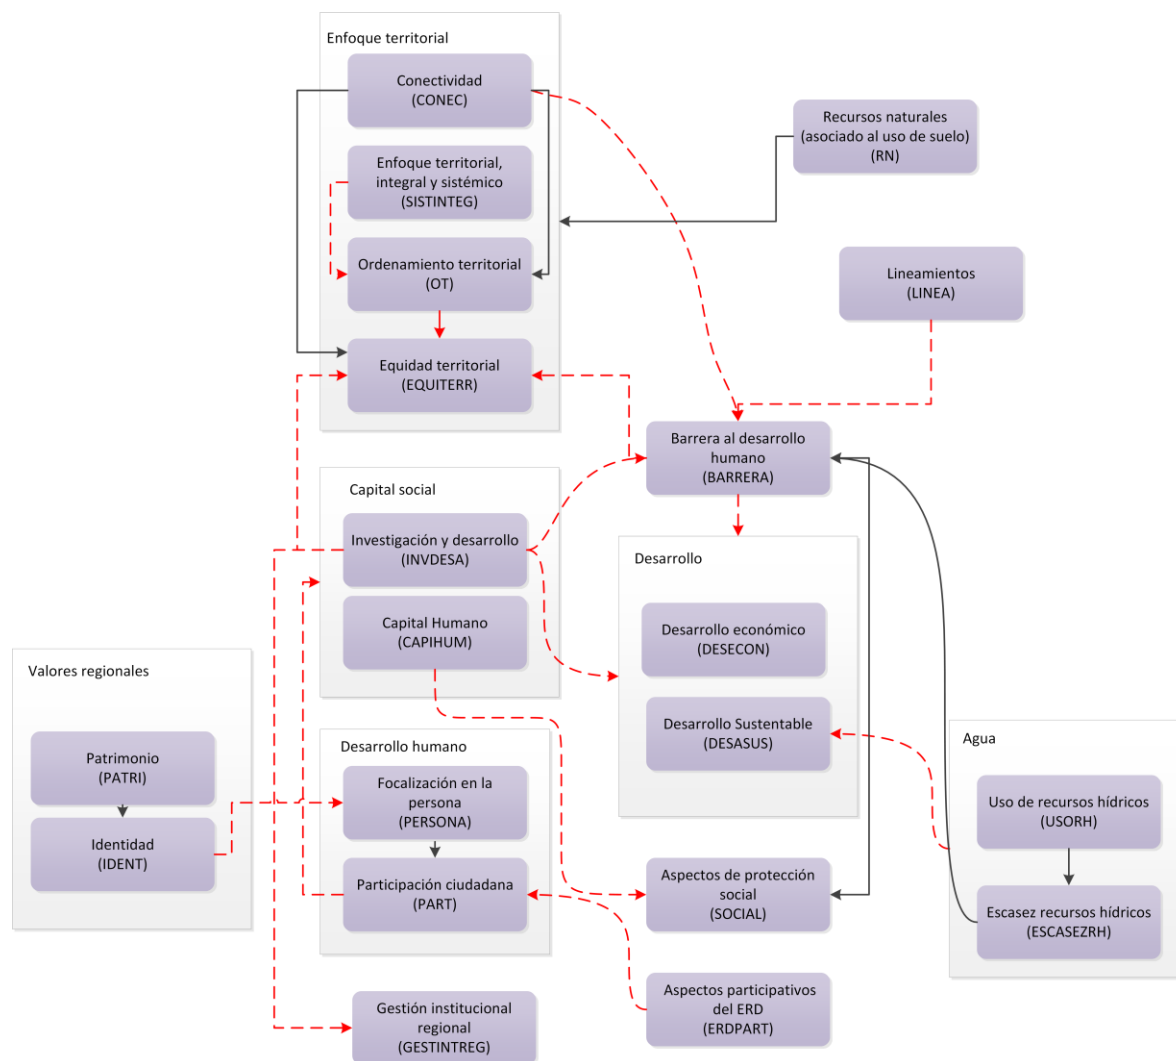 Enfoque territorial
Conectividad
(CONEC)
Recursos naturales
(asociado al uso de suelo)
(RN)
Enfoque territorial,
integral y sistémico
(SISTINTEG)
Ordenamiento territorial
(OT)
Lineamientos
(LINEA)
Equidad territorial
(EQUITERR)
Barrera al desarrollo
humano
(BARRERA)
Capital social
Investigación y desarrollo
(INVDESA)
Capital Humano
(CAPIHUM)
Desarrollo
Desarrollo económico
(DESECON)
Desarrollo Sustentable
(DESASUS)
Valores regionales
Patrimonio
(PATRI)
Identidad
(IDENT)
Desarrollo humano
Focalización en la
persona
(PERSONA)
Participación ciudadana
(PART)
Agua
Uso de recursos hídricos
(USORH)
Escasez recursos hídricos
(ESCASEZRH)
Aspectos de protección
social
(SOCIAL)
Gestión institucional
regional
(GESTINTREG)
Aspectos participativos
del ERD
(ERDPART)